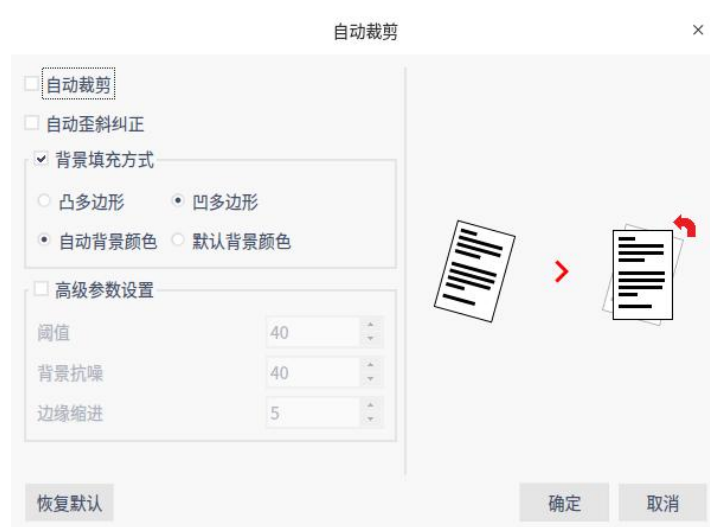 自动裁剪
自动裁剪
自动歪斜纠正
背景填充方式
凸多边形 凹多边形
自动背景颜色 默认背景颜色
高级参数设置
阈值 40
背景抗噪 40
边缘缩进 5
恢复默认 确定 取消